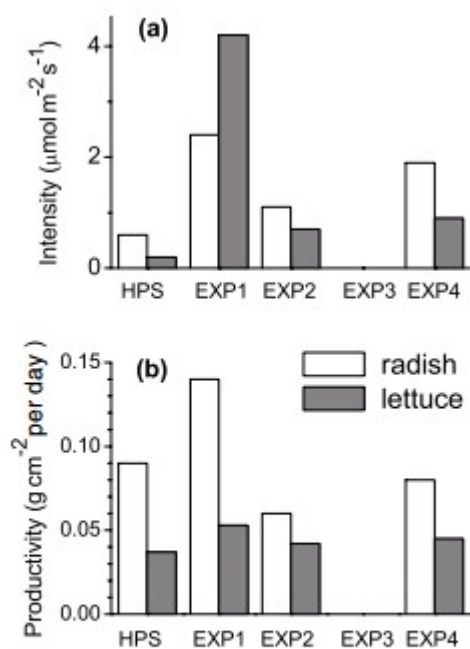 (a)
Intensity (μmol m⁻² s⁻¹)
4
2
0
HPS EXP1 EXP2 EXP3 EXP4
(b)
radish
lettuce
Productivity (g cm⁻² per day)
0.15
0.10
0.05
0.00
HPS EXP1 EXP2 EXP3 EXP4